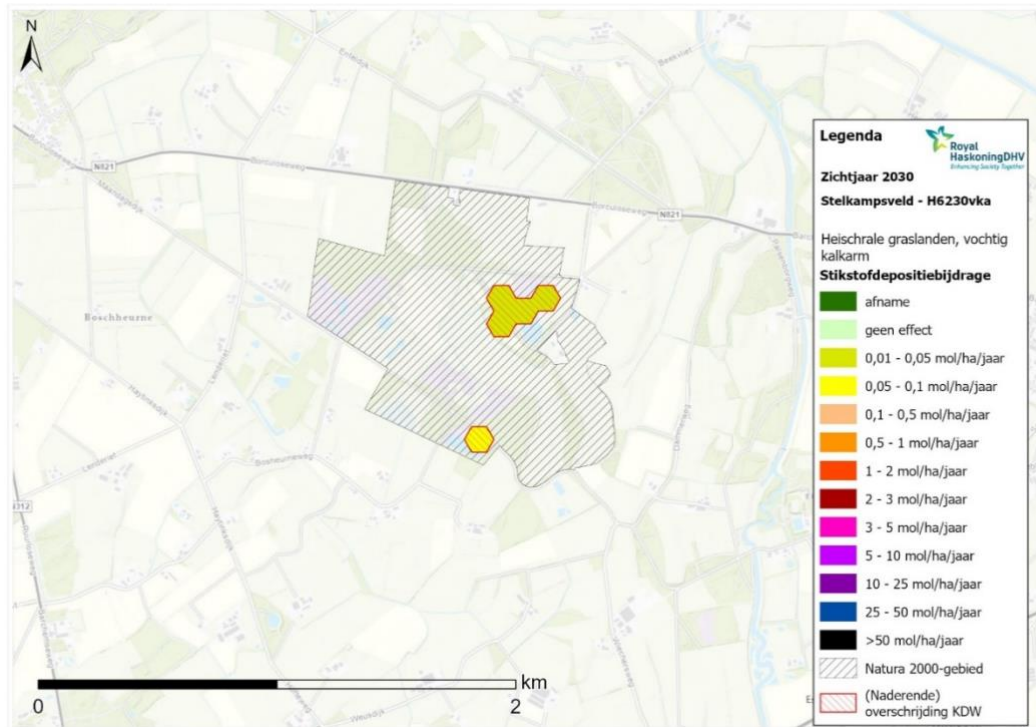 N
Beekvliet
N821
Borculoseweg
N821
Legenda
Royal
HaskoningDHV
Enhancing Society Together
Zichtjaar 2030
Stelkampsveld - H6230vka
Heischrale graslanden, vochtig
kalkarm
Stikstofdepositiebijdrage
afname
geen effect
0,01 - 0,05 mol/ha/jaar
0,05 - 0,1 mol/ha/jaar
0,1 - 0,5 mol/ha/jaar
0,5 - 1 mol/ha/jaar
1 - 2 mol/ha/jaar
2 - 3 mol/ha/jaar
3 - 5 mol/ha/jaar
5 - 10 mol/ha/jaar
10 - 25 mol/ha/jaar
25 - 50 mol/ha/jaar
>50 mol/ha/jaar
Natura 2000-gebied
(Naderende)
overschrijding KDW
Boschheurne
N312
km
0
2